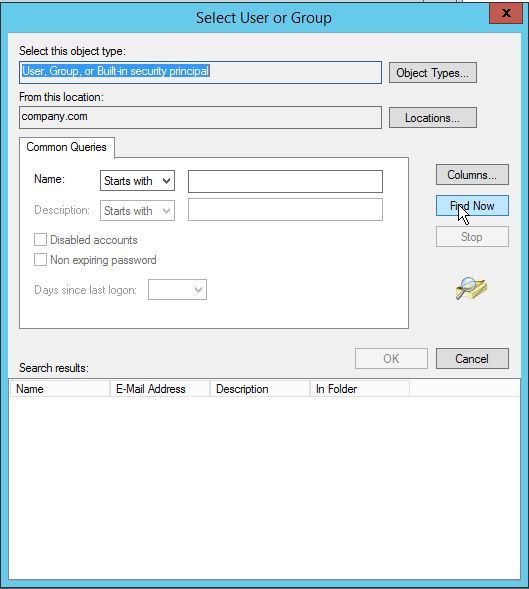 Select User or Group
x
Select this object type:
User, Group, or Built-in security principal
Object Types...
From this location:
company.com
Locations...
Common Queries
Name:
Starts with
Columns...
Description:
Starts with
Find Now
Disabled accounts
Stop
Non expiring password
Days since last logon:
OK
Cancel
Search results:
Name E-Mail Address Description In Folder